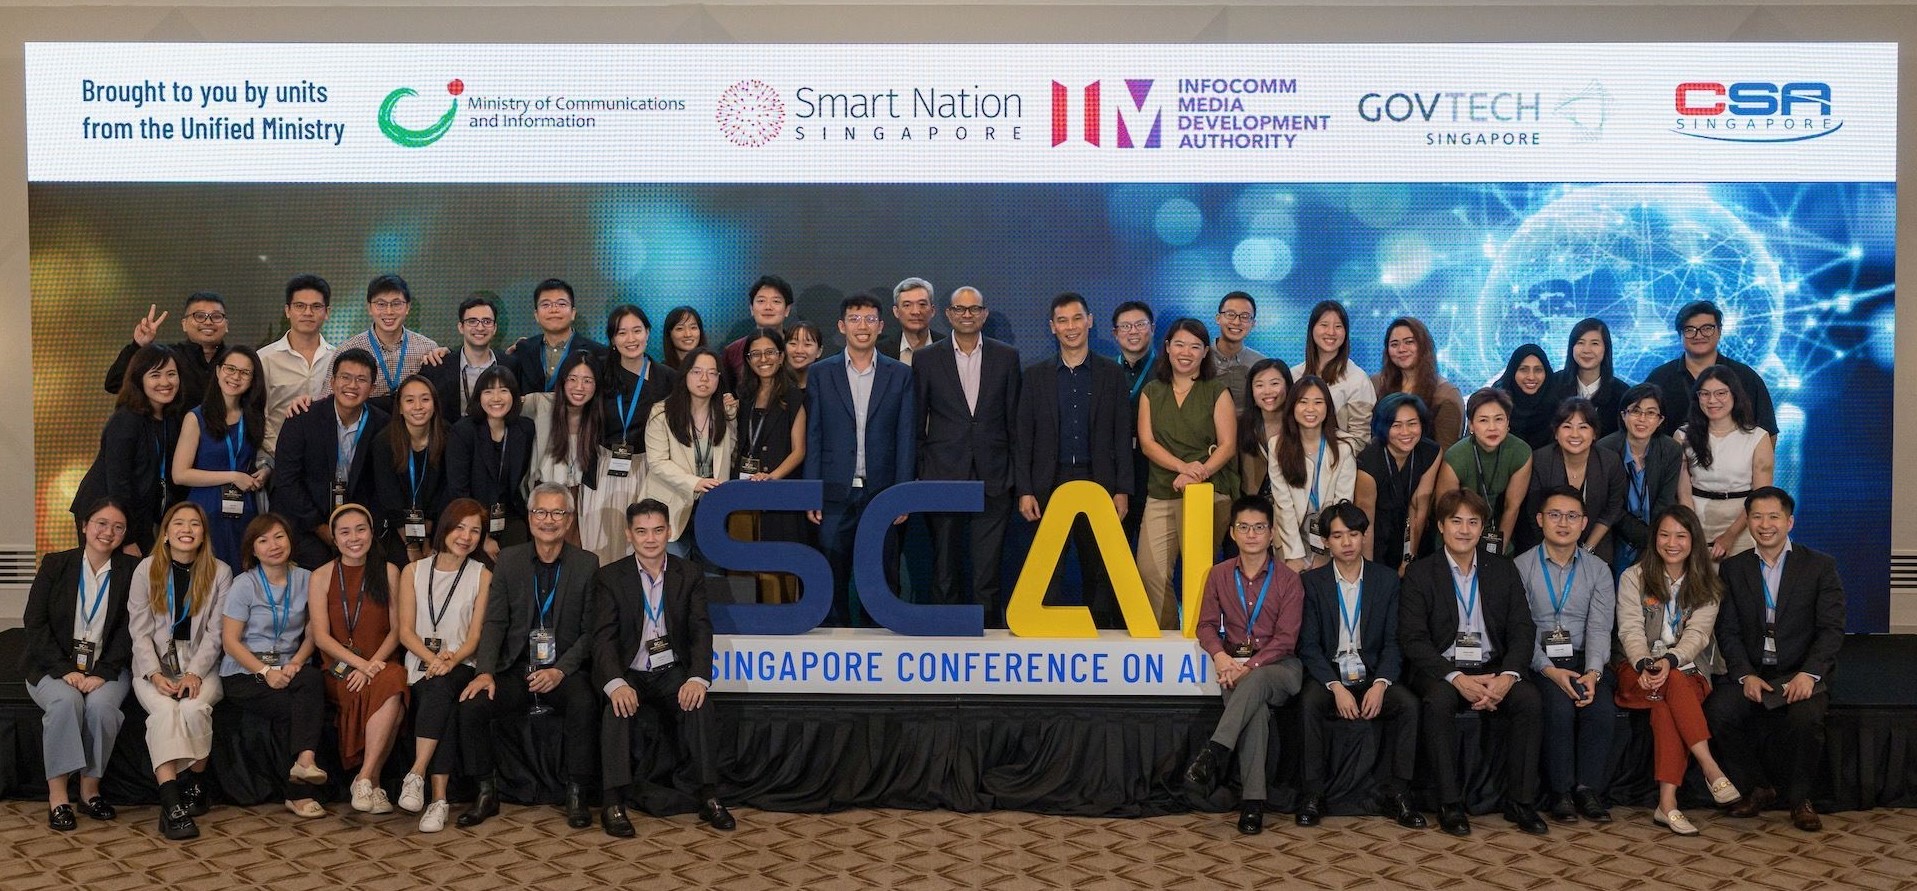 Brought to you by units
from the Unified Ministry
Ministry of Communications
and Information
Smart Nation
SINGAPORE
INFOCOMM
MEDIA
DEVELOPMENT
AUTHORITY
GOVTECH
SINGAPORE
CSA
SINGAPORE
SCAI
SINGAPORE CONFERENCE ON AI